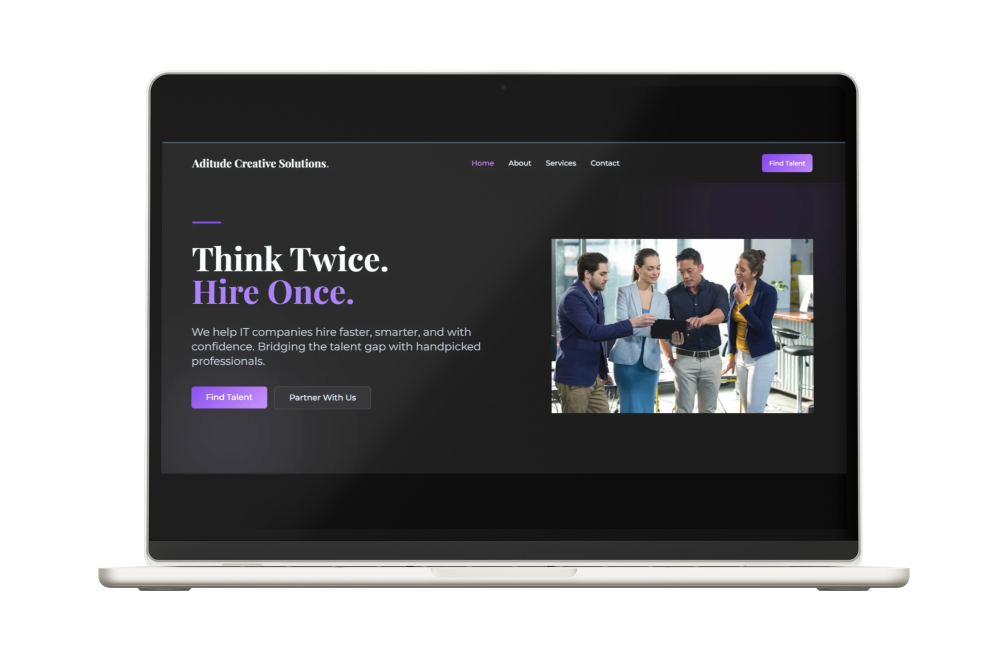 Aditude Creative Solutions.
Home About Services Contact
Find Talent
Think Twice.
Hire Once.
We help IT companies hire faster, smarter, and with
confidence. Bridging the talent gap with handpicked
professionals.
Find Talent
Partner With Us